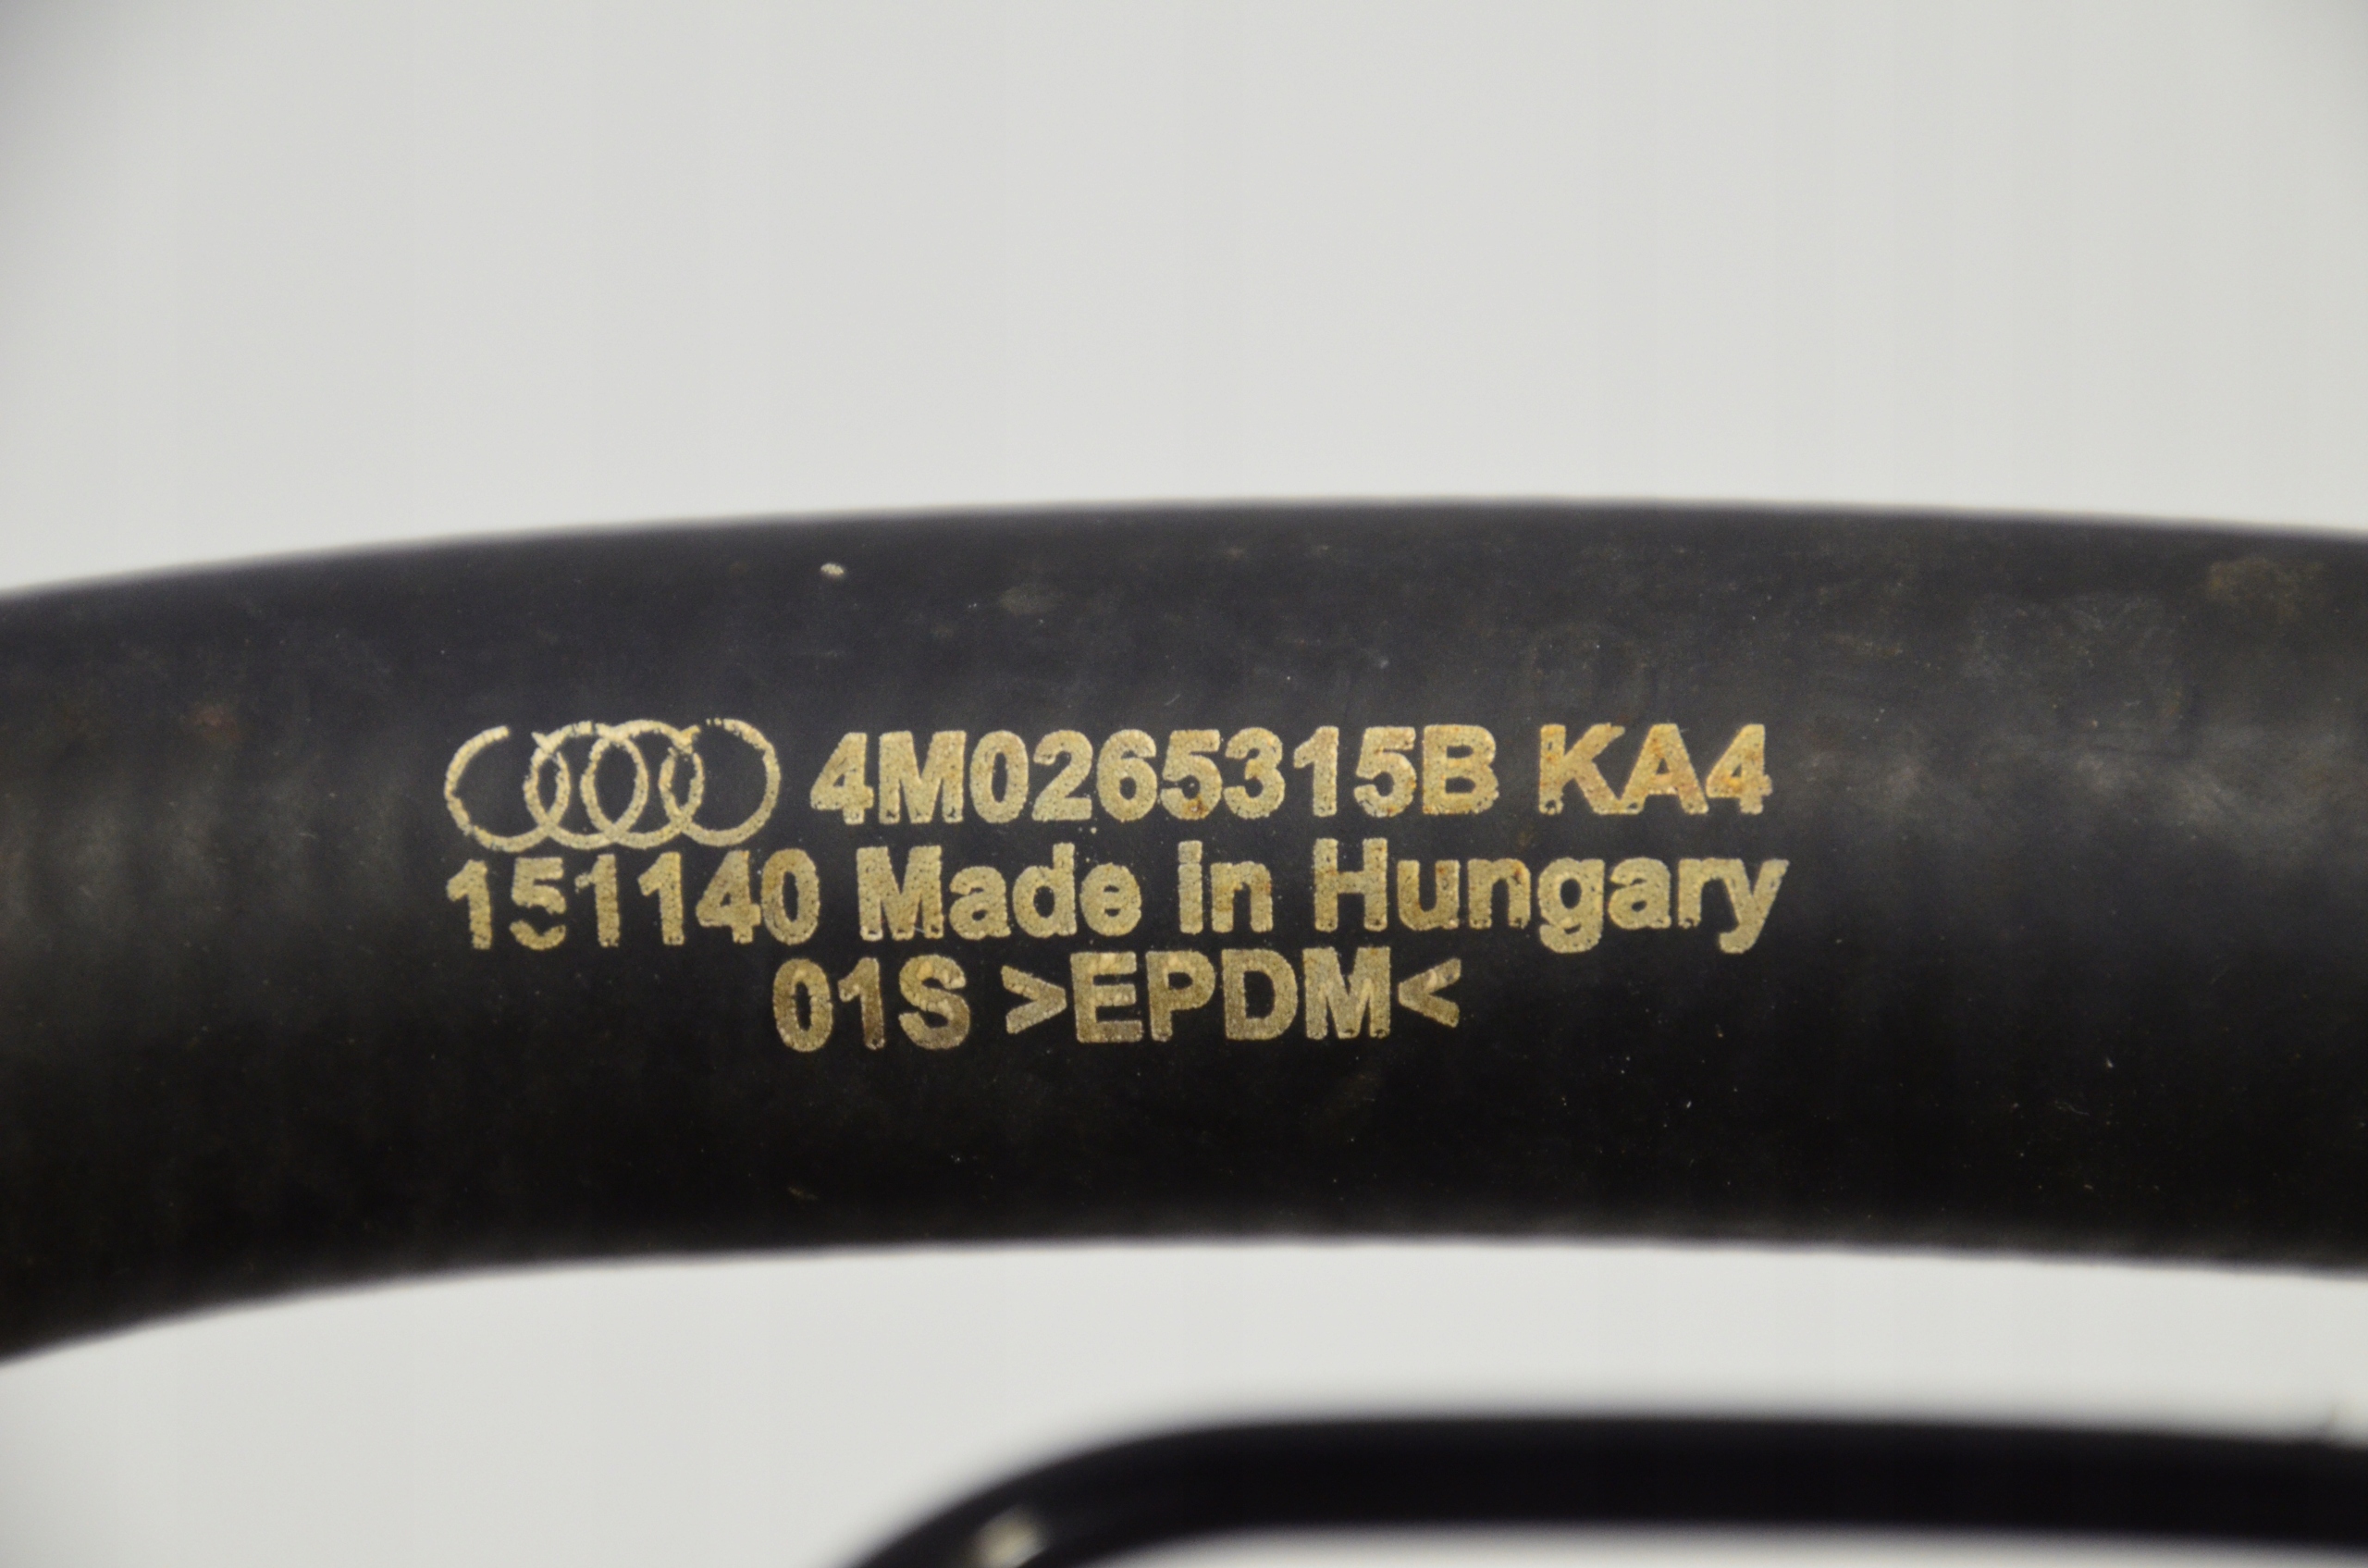 4M0265315B KA4
151140 Made in Hungary
01S >EPDM<